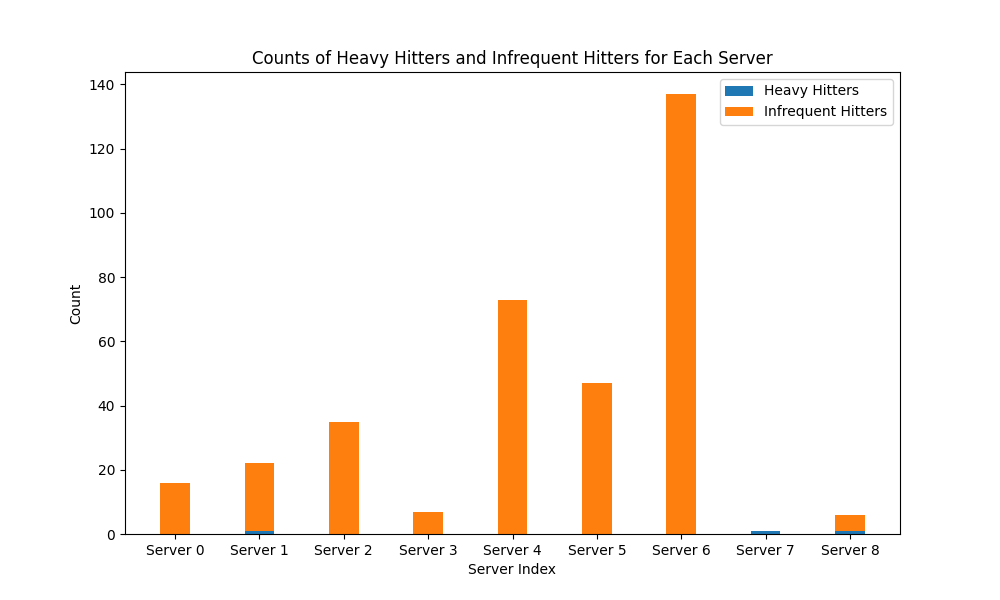 Counts of Heavy Hitters and Infrequent Hitters for Each Server
Heavy Hitters
Infrequent Hitters
140
120
100
80
60
40
20
0
Count
Server 0 Server 1 Server 2 Server 3 Server 4 Server 5 Server 6 Server 7 Server 8
Server Index